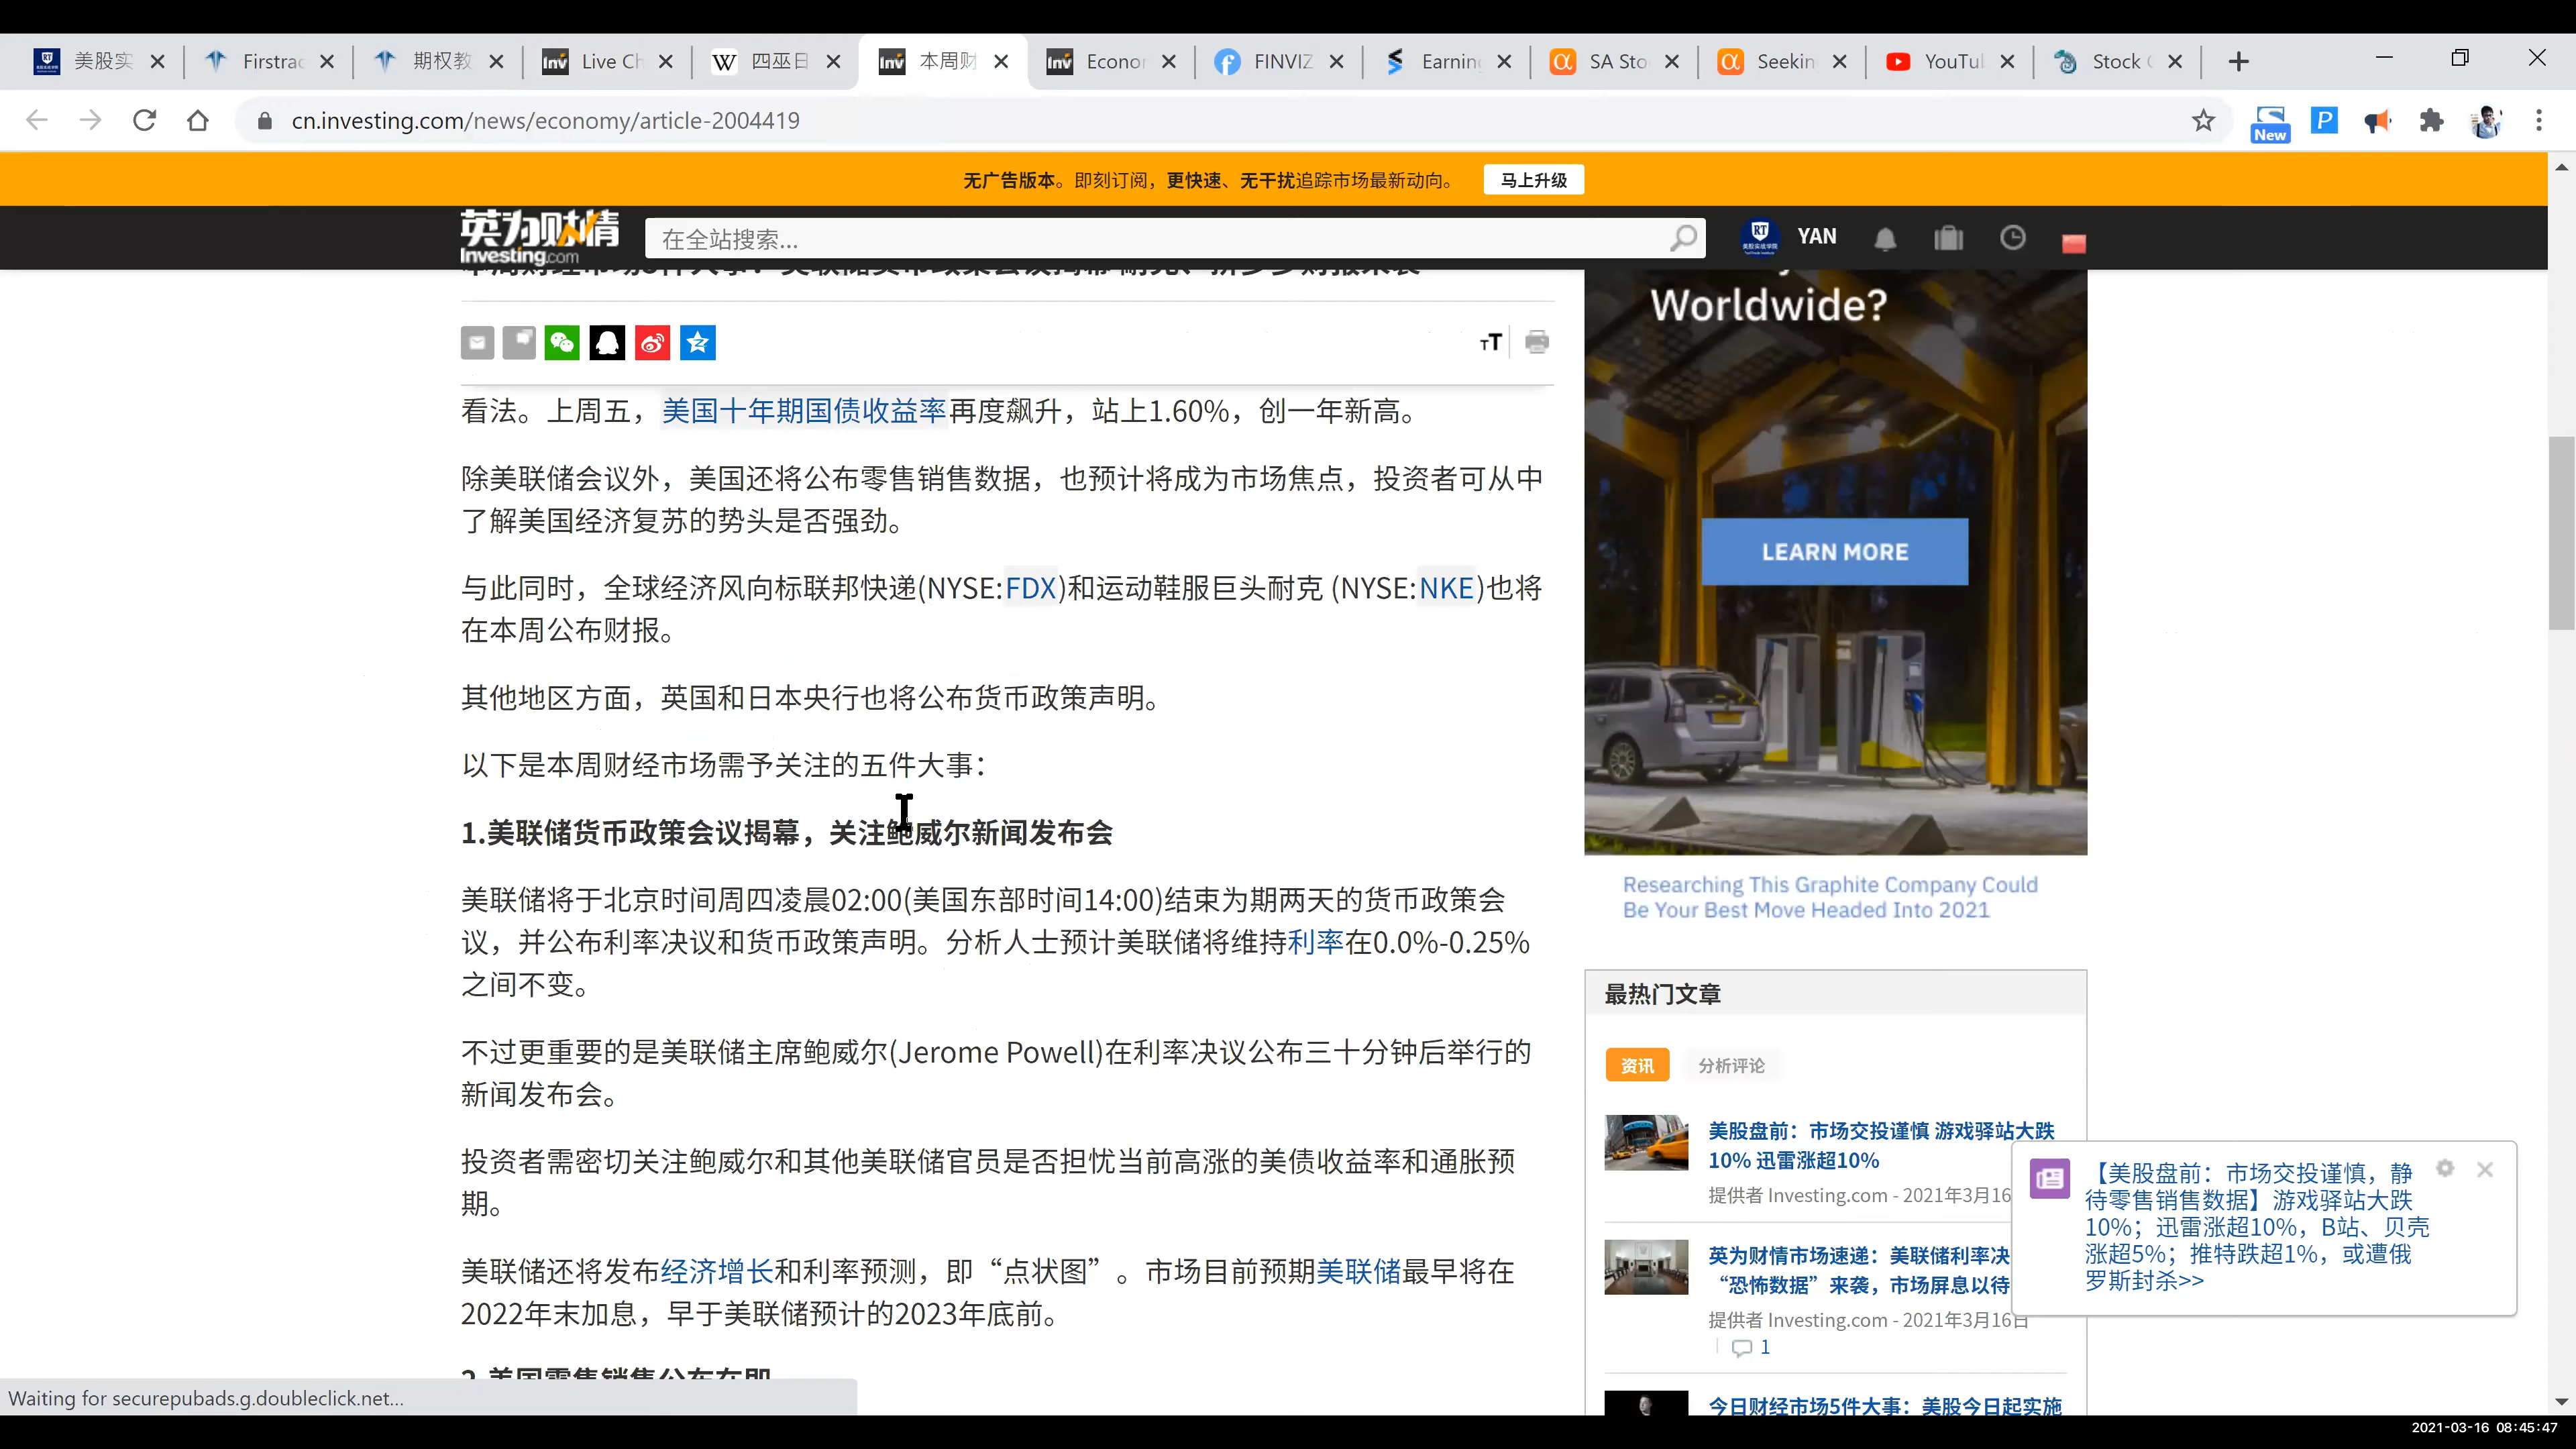 美股实
Firstrac
期权教
Live Ch
四巫日
本周财
Econor
FINVIZ
Earning
SA Sto
Seekin
YouTu
Stock
cn.investing.com/news/economy/article-2004419
New
无广告版本。即刻订阅，更快速、无干扰追踪市场最新动向。
马上升级
英为财情
Investing.com
在全站搜索...
YAN
Worldwide?
LEARN MORE
看法。上周五，美国十年期国债收益率再度飙升，站上1.60%，创一年新高。
除美联储会议外，美国还将公布零售销售数据，也预计将成为市场焦点，投资者可从中
了解美国经济复苏的势头是否强劲。
与此同时，全球经济风向标联邦快递(NYSE:FDX)和运动鞋服巨头耐克 (NYSE:NKE)也将
在本周公布财报。
其他地区方面，英国和日本央行也将公布货币政策声明。
以下是本周财经市场需予关注的五件大事：
1.美联储货币政策会议揭幕，关注鲍威尔新闻发布会
美联储将于北京时间周四凌晨02:00(美国东部时间14:00)结束为期两天的货币政策会
议，并公布利率决议和货币政策声明。分析人士预计美联储将维持利率在0.0%-0.25%
之间不变。
不过更重要的是美联储主席鲍威尔(Jerome Powell)在利率决议公布三十分钟后举行的
新闻发布会。
投资者需密切关注鲍威尔和其他美联储官员是否担忧当前高涨的美债收益率和通胀预
期。
美联储还将发布经济增长和利率预测，即“点状图”。市场目前预期美联储最早将在
2022年末加息，早于美联储预计的2023年底前。
2.美国零售销售公布在即
Researching This Graphite Company Could
Be Your Best Move Headed Into 2021
最热门文章
资讯
分析评论
美股盘前：市场交投谨慎 游戏驿站大跌
10% 迅雷涨超10%
提供者 Investing.com - 2021年3月16
英为财情市场速递：美联储利率决
“恐怖数据”来袭，市场屏息以待
提供者 Investing.com - 2021年3月16日
1
今日财经市场5件大事：美股今日起实施
【美股盘前：市场交投谨慎，静
待零售销售数据】游戏驿站大跌
10%；迅雷涨超10%，B站、贝壳
涨超5%；推特跌超1%，或遭俄
罗斯封杀>>
Waiting for securepubads.g.doubleclick.net...
2021-03-16 08:45:47